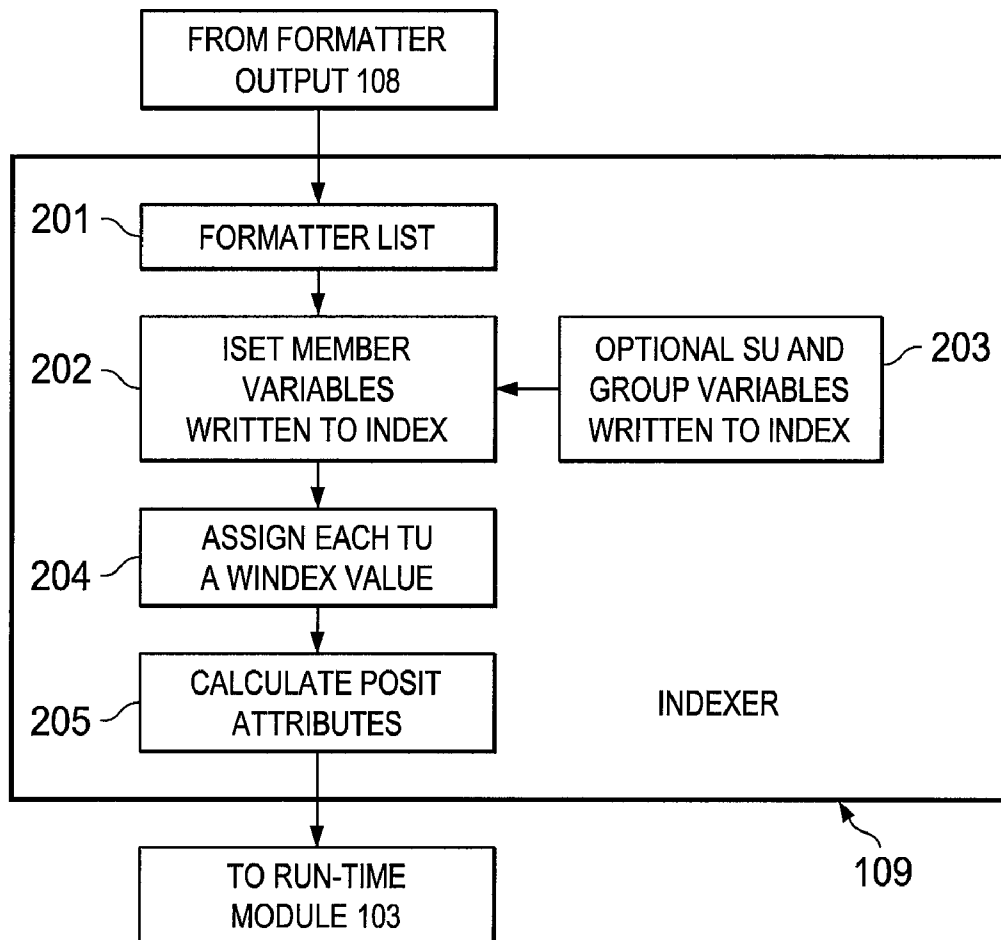 FROM FORMATTER
OUTPUT 108
201
FORMATTER LIST
202
ISET MEMBER
VARIABLES
WRITTEN TO INDEX
OPTIONAL SU AND
GROUP VARIABLES
WRITTEN TO INDEX
203
204
ASSIGN EACH TU
A WINDEX VALUE
205
CALCULATE POSIT
ATTRIBUTES
INDEXER
109
TO RUN-TIME
MODULE 103